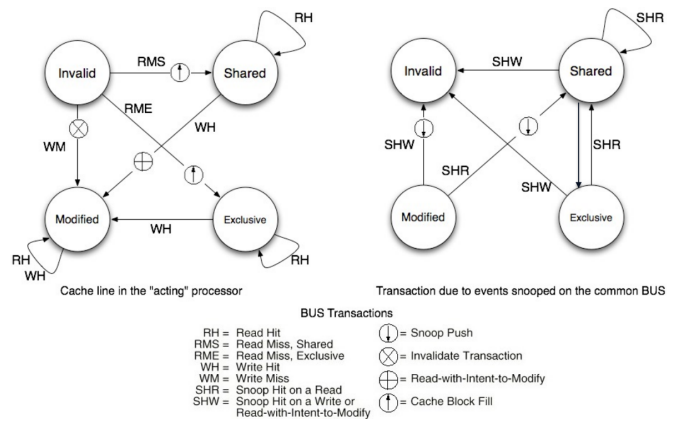 RH
SHR
Invalid
RMS
Shared
Invalid
SHW
Shared
RME
WH
WM
SHW
SHR
SHR
SHW
Modified
WH
Exclusive
Modified
Exclusive
RH
WH
RH
Cache line in the "acting" processor
Transaction due to events snooped on the common BUS
BUS Transactions
RH = Read Hit
RMS = Read Miss, Shared
RME = Read Miss, Exclusive
WH = Write Hit
WM = Write Miss
SHR = Snoop Hit on a Read
SHW = Snoop Hit on a Write or
Read-with-Intent-to-Modify
= Snoop Push
= Invalidate Transaction
= Read-with-Intent-to-Modify
= Cache Block Fill